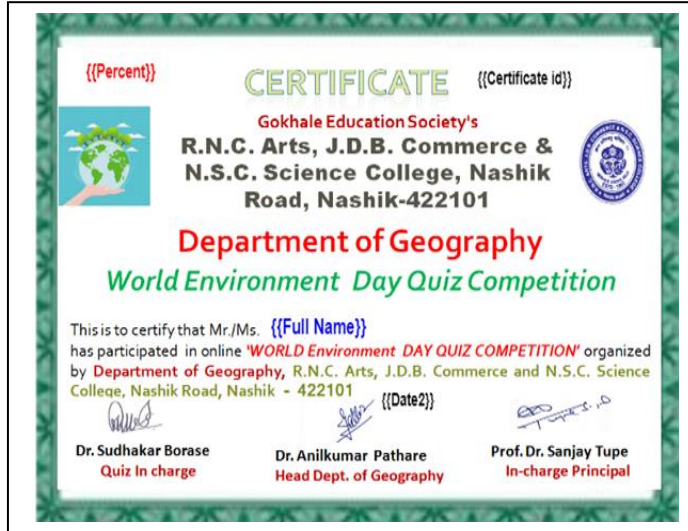 {{Percent}}
CERTIFICATE
{{Certificate id}}
Gokhale Education Society's
R.N.C. Arts, J.D.B. Commerce &
N.S.C. Science College, Nashik
Road, Nashik-422101
Department of Geography
World Environment Day Quiz Competition
This is to certify that Mr./Ms. {{Full Name}}
has participated in online 'WORLD Environment DAY QUIZ COMPETITION' organized
by Department of Geography, R.N.C. Arts, J.D.B. Commerce and N.S.C. Science
College, Nashik Road, Nashik - 422101
{{Date2}}
Dr. Sudhakar Borase
Quiz In charge
Dr. Anilkumar Pathare
Head Dept. of Geography
Prof. Dr. Sanjay Tupe
In-charge Principal